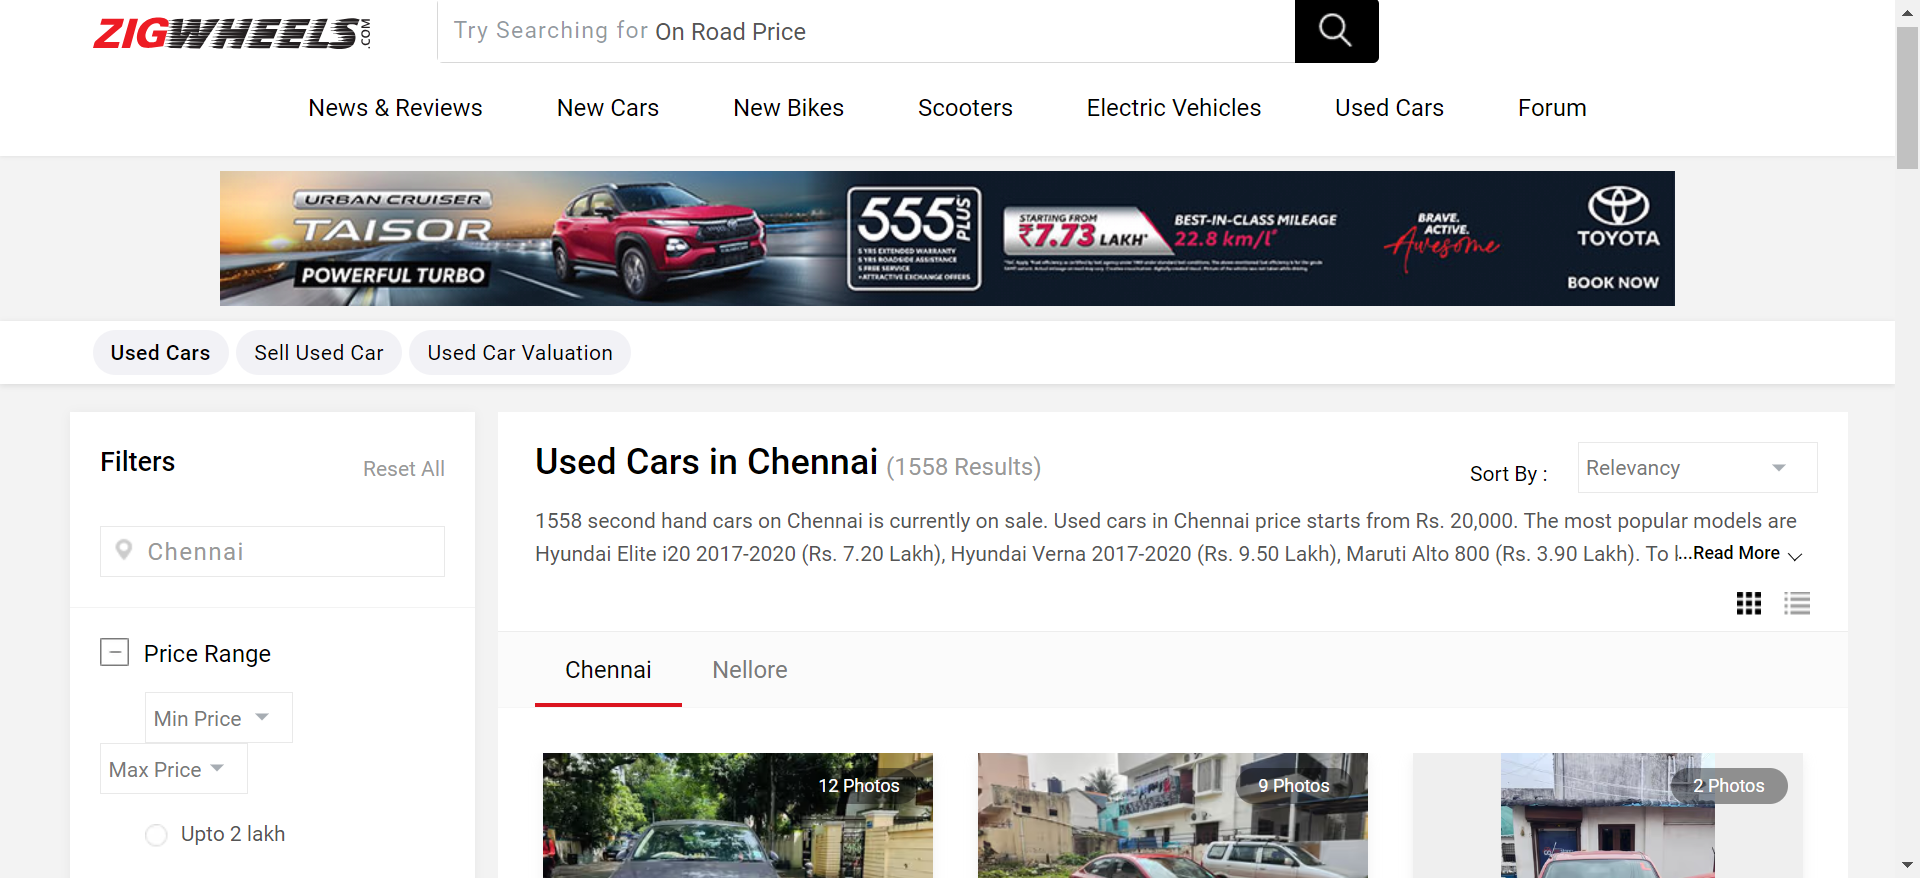 ZIGWHEELS.COM
Try Searching for On Road Price
News & Reviews New Cars New Bikes Scooters Electric Vehicles Used Cars Forum
URBAN CRUISER
TAISOR
POWERFUL TURBO
555 PLUS*
5 YRS EXTENDED WARRANTY
5 YRS ROADSIDE ASSISTANCE
5 FREE SERVICE
+ATTRACTIVE EXCHANGE OFFERS
STARTING FROM
₹7.73 LAKH*
BEST-IN-CLASS MILEAGE
22.8 km/l*
BRAVE.
ACTIVE.
Awesome
TOYOTA
BOOK NOW
Used Cars Sell Used Car Used Car Valuation
Filters
Reset All
Chennai
Price Range
Min Price
Max Price
Upto 2 lakh
Used Cars in Chennai (1558 Results)
Sort By : Relevancy
1558 second hand cars on Chennai is currently on sale. Used cars in Chennai price starts from Rs. 20,000. The most popular models are
Hyundai Elite i20 2017-2020 (Rs. 7.20 Lakh), Hyundai Verna 2017-2020 (Rs. 9.50 Lakh), Maruti Alto 800 (Rs. 3.90 Lakh). To l...Read More
Chennai Nellore
12 Photos
9 Photos
2 Photos